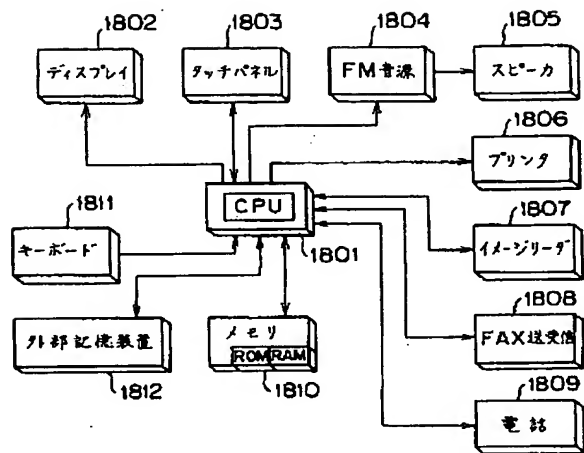 1802
1803
1804
1805
ディスプレイ
タッチパネル
FM音源
スピーカ
1806
プリンタ
1811
CPU
1807
キーボード
1801
イメージリーダ
1808
外部記憶装置
メモリ
ROM RAM
FAX送受信
1812
1810
1809
電話